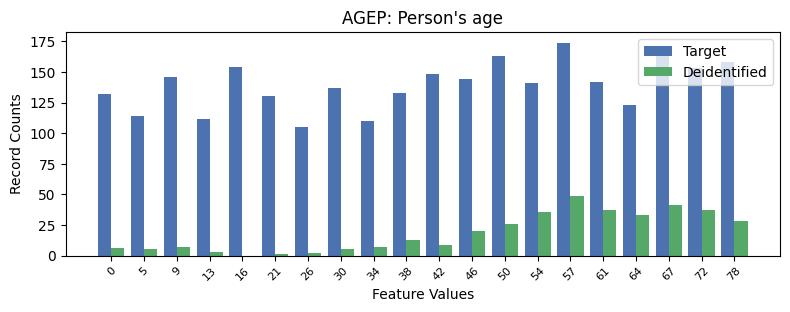 AGEP: Person's age
Record Counts
175
150
125
100
75
50
25
0
Target
Deidentified
0 5 9 13 16 21 26 30 34 38 42 46 50 54 57 61 64 67 72 78
Feature Values